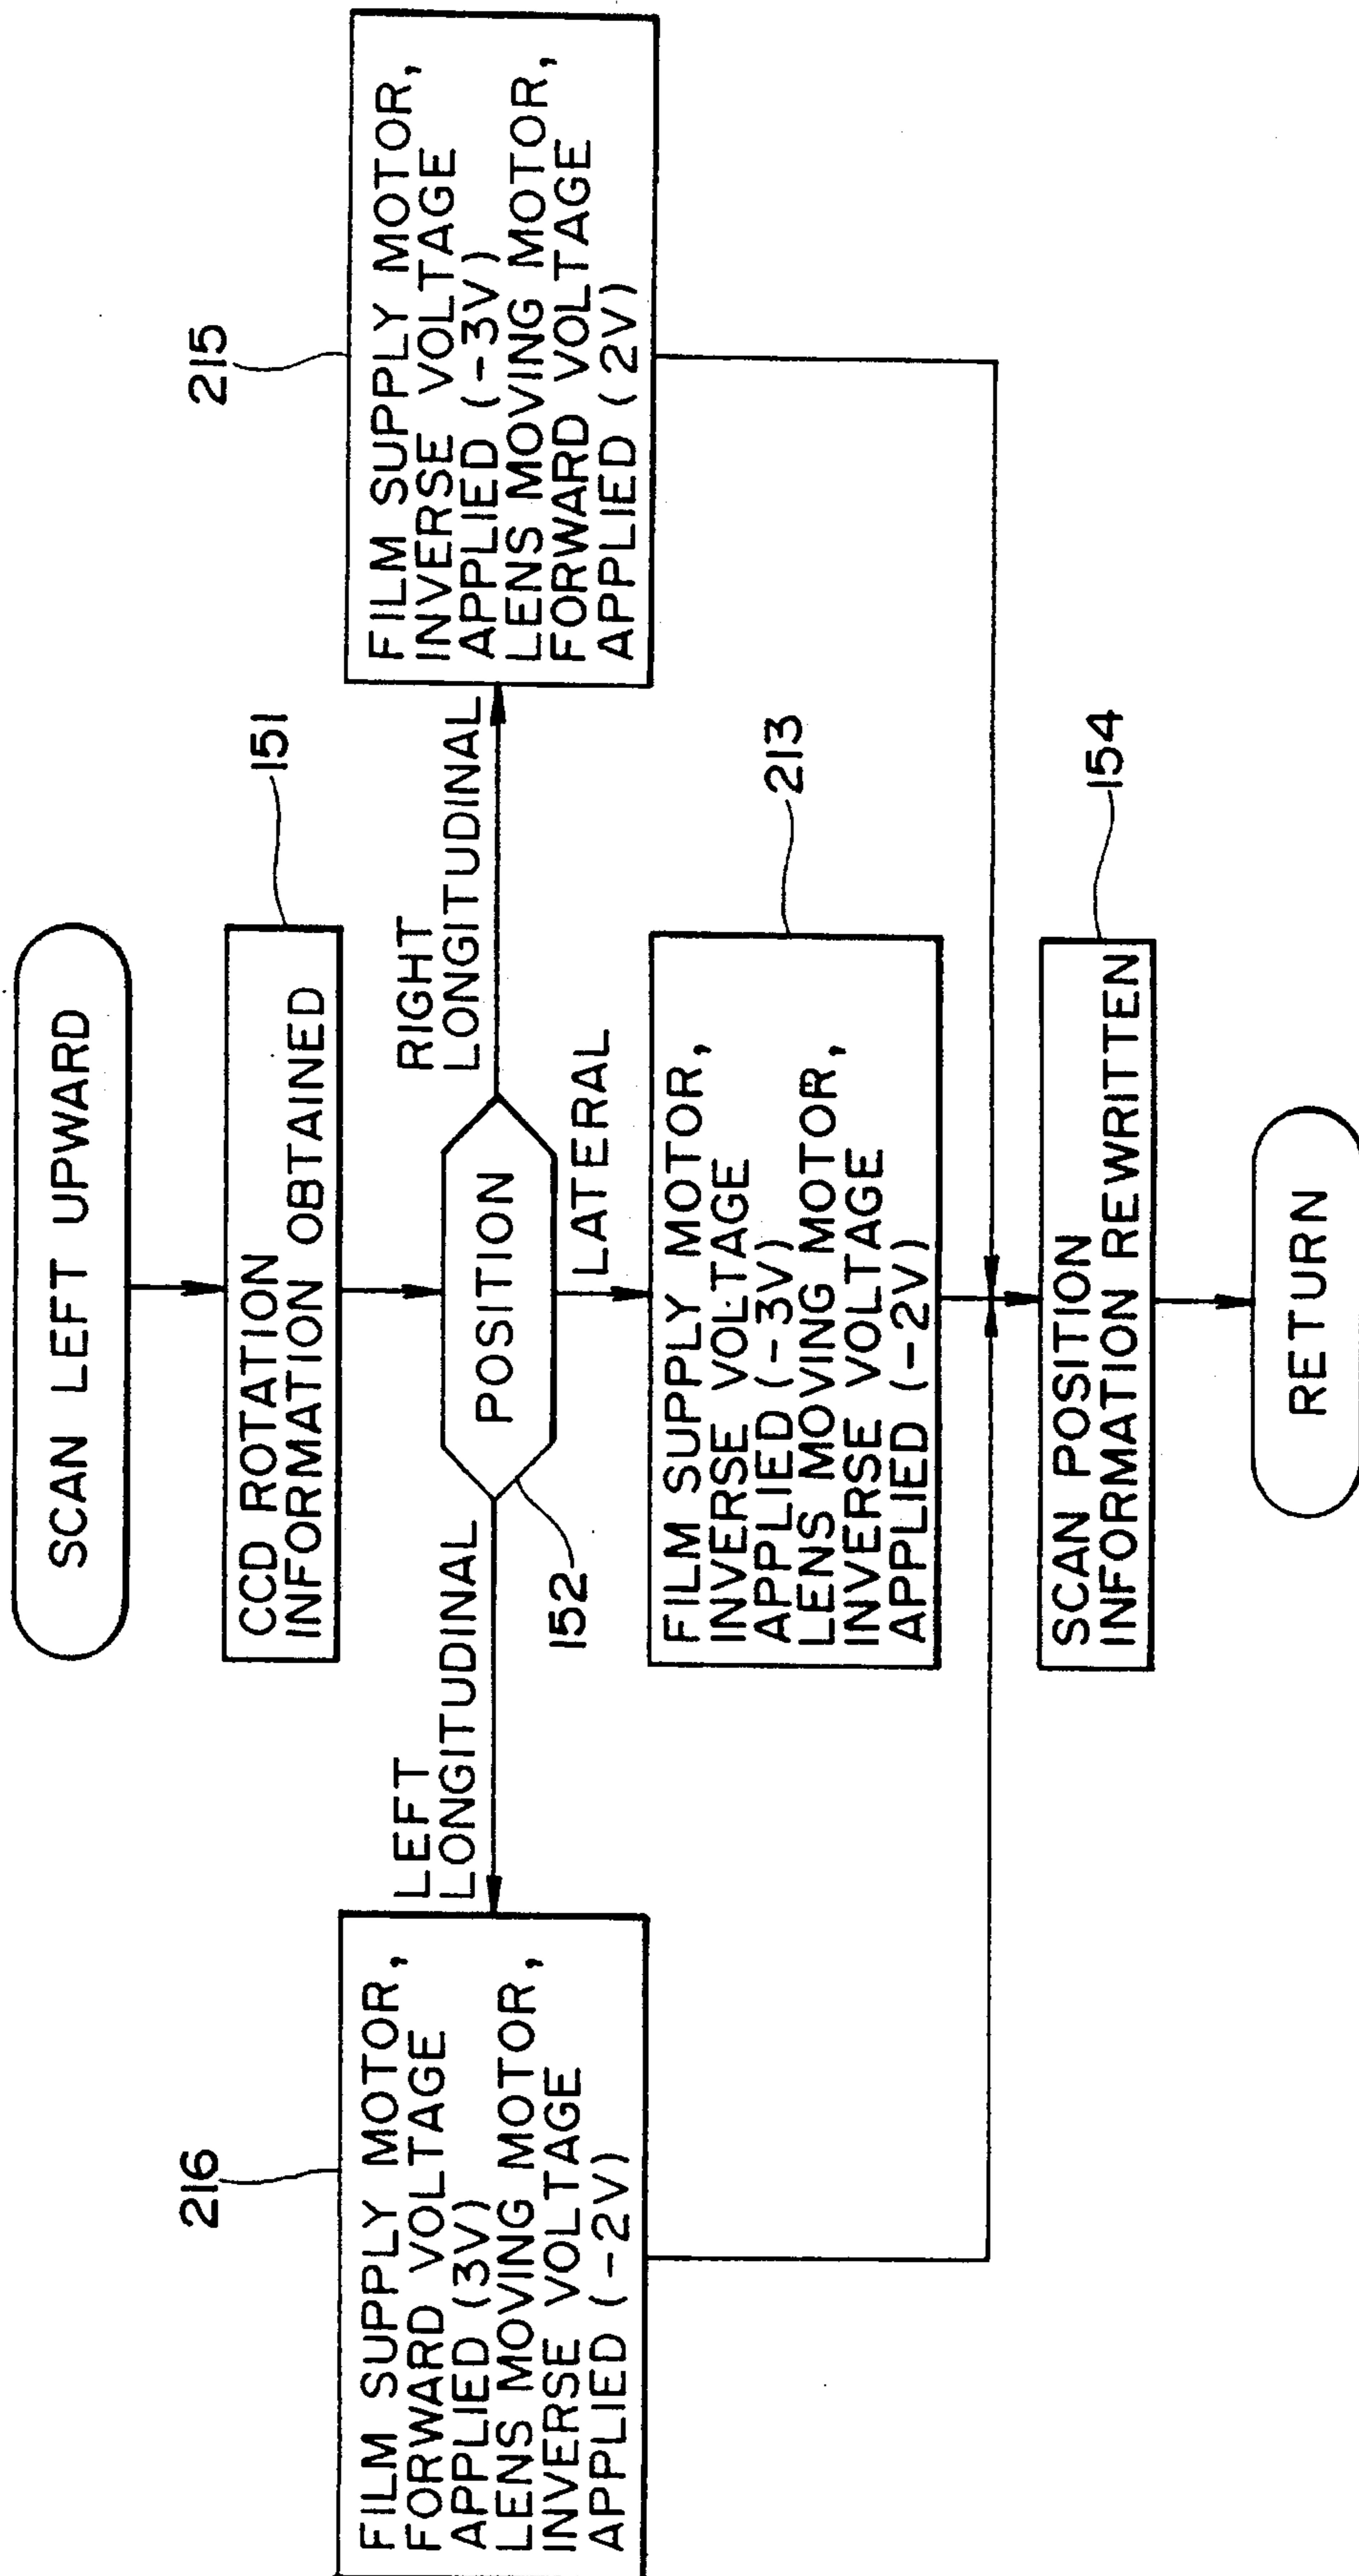 SCAN LEFT UPWARD
151
CCD ROTATION
INFORMATION OBTAINED
152
POSITION
LEFT
LONGITUDINAL
RIGHT
LONGITUDINAL
LATERAL
216
FILM SUPPLY MOTOR,
FORWARD VOLTAGE
APPLIED (3V)
LENS MOVING MOTOR,
INVERSE VOLTAGE
APPLIED (-2V)
213
FILM SUPPLY MOTOR,
INVERSE VOLTAGE
APPLIED (-3V)
LENS MOVING MOTOR,
INVERSE VOLTAGE
APPLIED (-2V)
215
FILM SUPPLY MOTOR,
INVERSE VOLTAGE
APPLIED (-3V)
LENS MOVING MOTOR,
FORWARD VOLTAGE
APPLIED (2V)
154
SCAN POSITION
INFORMATION REWRITTEN
RETURN